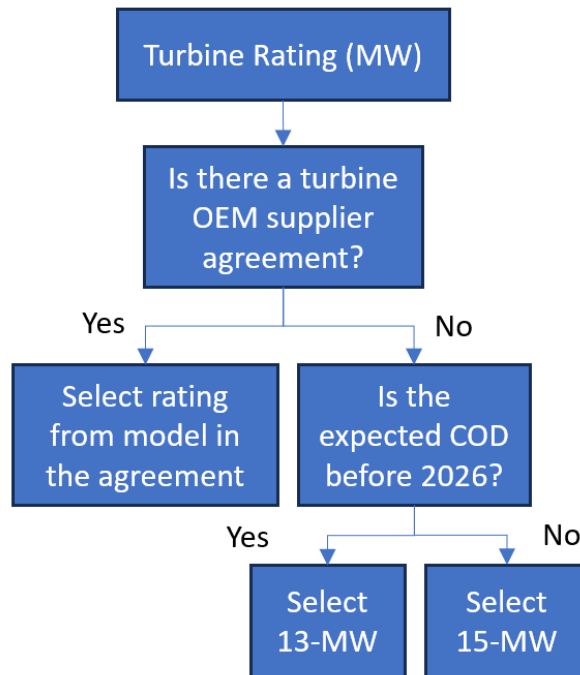 Turbine Rating (MW)
Is there a turbine
OEM supplier
agreement?
Yes
No
Select rating
from model in
the agreement
Is the
expected COD
before 2026?
Yes
No
Select
13-MW
Select
15-MW